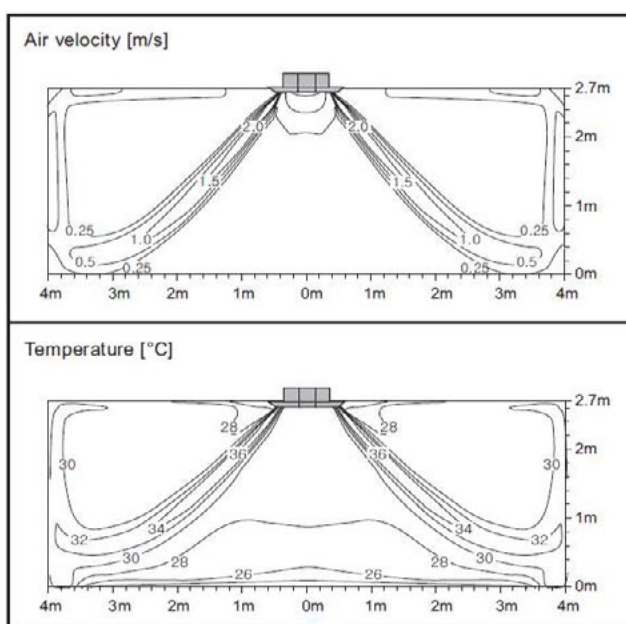 Air velocity [m/s]
2.7m
2.0 2.0
2m
1.5 1.5
1m
0.25 1.0 1.0 0.25
0.5 0.25 0.25 0.5
0m
4m 3m 2m 1m 0m 1m 2m 3m 4m
Temperature [°C]
2.7m
28 28
30 36 36 30
2m
1m
32 34 34 32
30 30
28 28
26 26
0m
4m 3m 2m 1m 0m 1m 2m 3m 4m